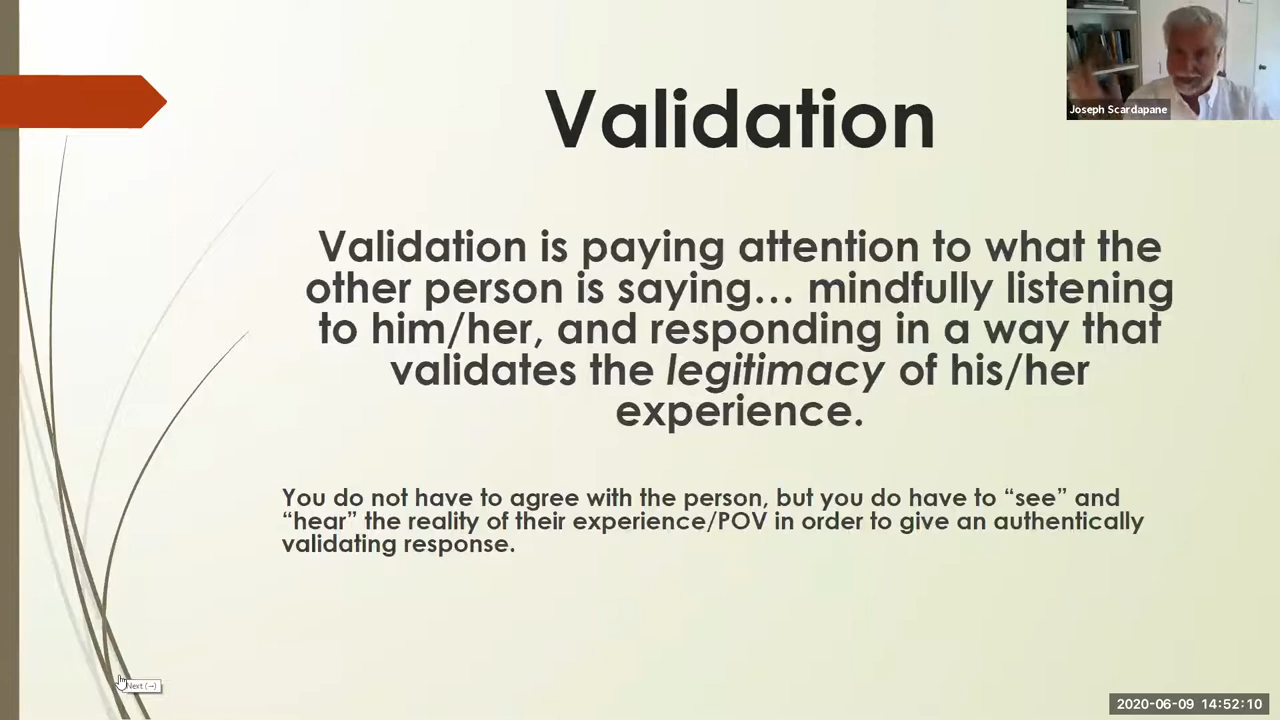 Validation
Joseph Scardapane
Validation is paying attention to what the
other person is saying… mindfully listening
to him/her, and responding in a way that
validates the legitimacy of his/her
experience.
You do not have to agree with the person, but you do have to “see” and
“hear” the reality of their experience/POV in order to give an authentically
validating response.
Next (→)
2020-06-09 14:52:10